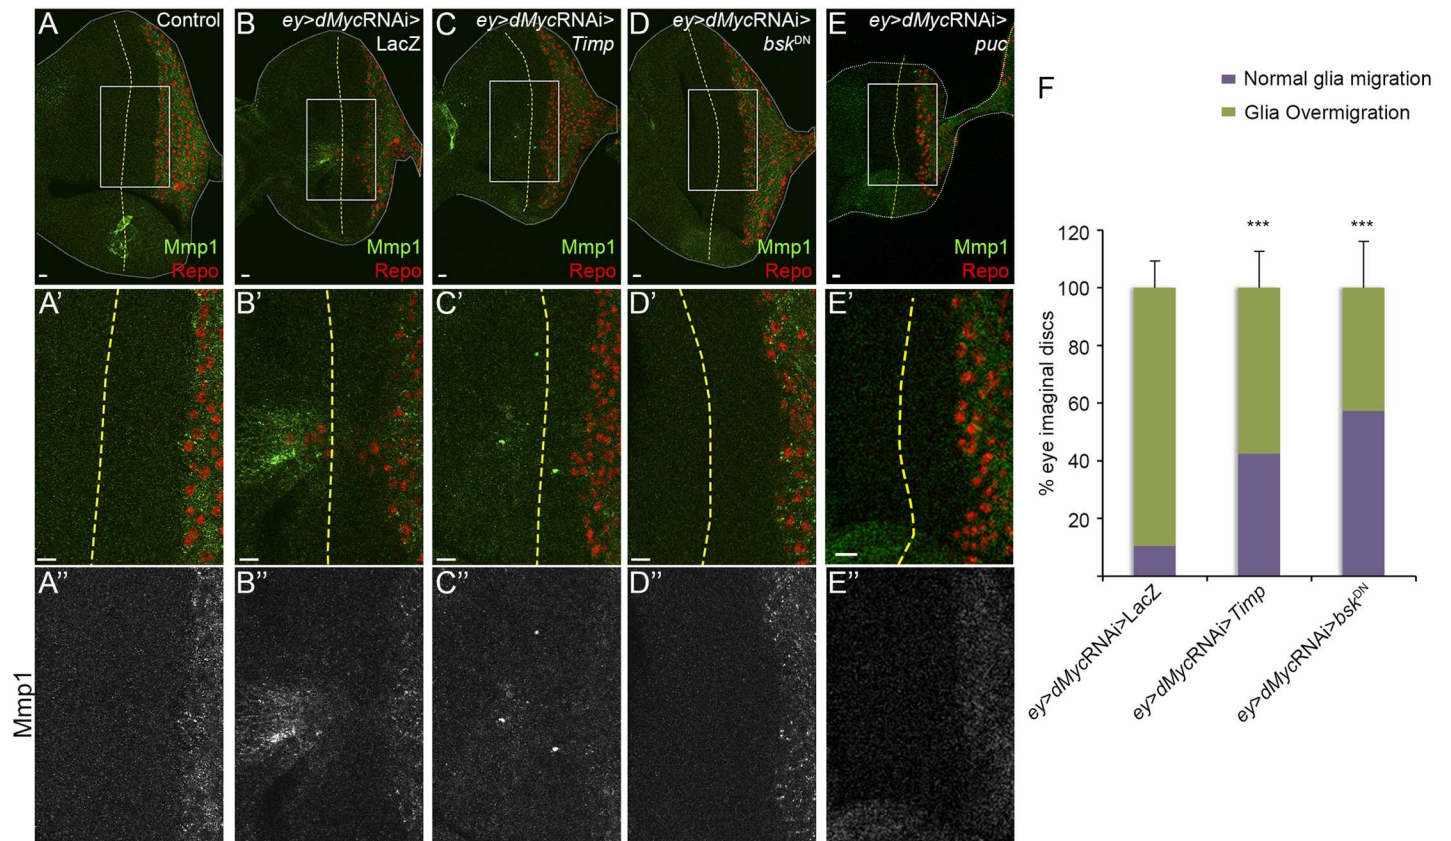 A
Control
Mmp1
Repo
B
ey>dMycRNAi>
LacZ
Mmp1
Repo
C
ey>dMycRNAi>
Timp
Mmp1
Repo
D
ey>dMycRNAi>
bskDN
Mmp1
Repo
E
ey>dMycRNAi>
puc
Mmp1
Repo
A'
B'
C'
D'
E'
Mmp1
A''
B''
C''
D''
E''
F
Normal glia migration
Glia Overmigration
% eye imaginal discs
120
100
80
60
40
20
***
***
ey>dMycRNAi>LacZ
ey>dMycRNAi>Timp
ey>dMycRNAi>bskDN